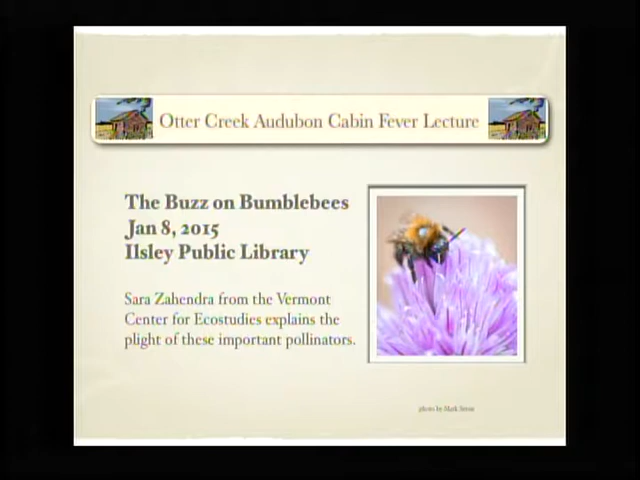 Otter Creek Audubon Cabin Fever Lecture
The Buzz on Bumblebees
Jan 8, 2015
Ilsley Public Library
Sara Zahendra from the Vermont
Center for Ecostudies explains the
plight of these important pollinators.
photo by Mark